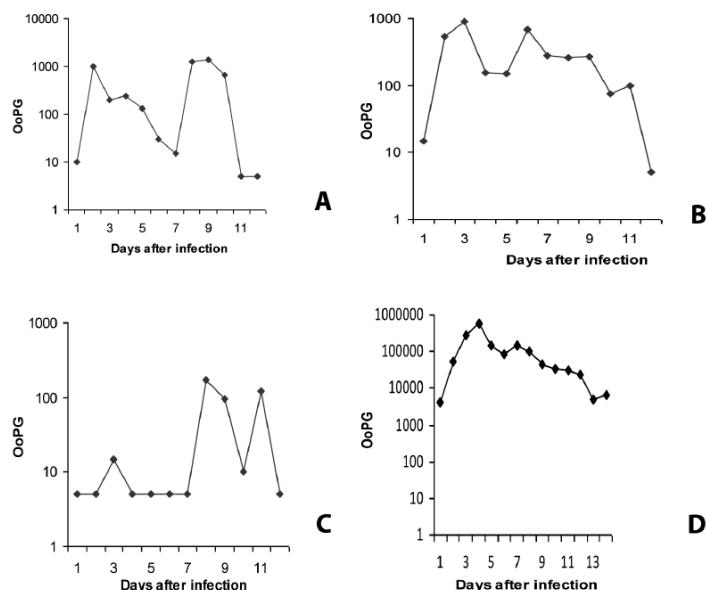 10000
1000
100
10
1
OoPG
1 3 5 7 9 11
Days after infection
A
1000
100
10
1
OoPG
1 3 5 7 9 11
Days after infection
B
1000
100
10
1
OoPG
1 3 5 7 9 11
Days after infection
C
1000000
100000
10000
1000
100
10
1
OoPG
1 3 5 7 9 11 13
Days after infection
D